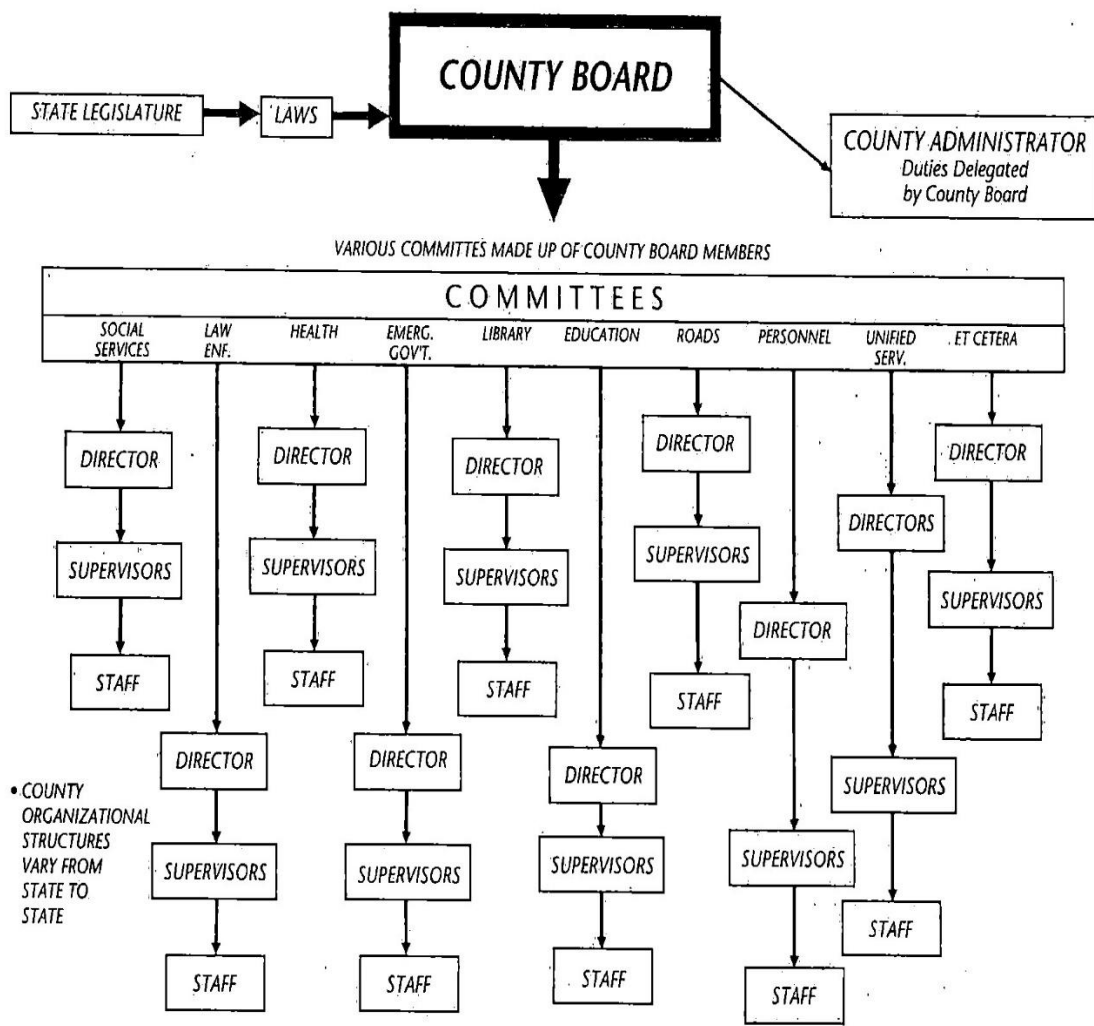 COUNTY BOARD
STATE LEGISLATURE
LAWS
COUNTY ADMINISTRATOR
Duties Delegated
by County Board
VARIOUS COMMITTES MADE UP OF COUNTY BOARD MEMBERS
COMMITTEES
SOCIAL
SERVICES
LAW
ENF.
HEALTH
EMERG.
GOV'T.
LIBRARY
EDUCATION
ROADS
PERSONNEL
UNIFIED
SERV.
ET CETERA
DIRECTOR
SUPERVISORS
STAFF
DIRECTOR
SUPERVISORS
STAFF
DIRECTOR
SUPERVISORS
STAFF
DIRECTOR
SUPERVISORS
STAFF
DIRECTOR
SUPERVISORS
STAFF
DIRECTOR
SUPERVISORS
STAFF
DIRECTOR
SUPERVISORS
STAFF
DIRECTOR
SUPERVISORS
STAFF
DIRECTORS
SUPERVISORS
STAFF
DIRECTOR
SUPERVISORS
STAFF
• COUNTY
ORGANIZATIONAL
STRUCTURES
VARY FROM
STATE TO
STATE